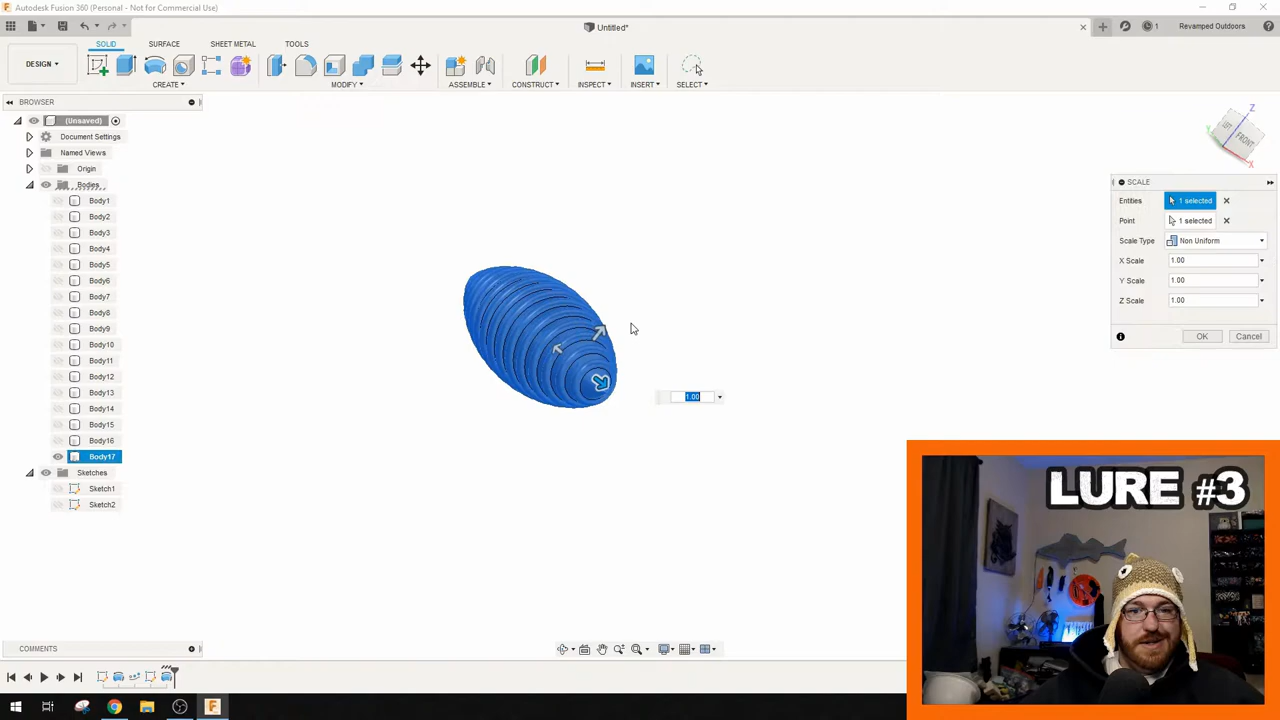 Autodesk Fusion 360 (Personal - Not for Commercial Use)
Untitled*
1
Revamped Outdoors
SOLID
SURFACE
SHEET METAL
TOOLS
DESIGN
CREATE
MODIFY
ASSEMBLE
CONSTRUCT
INSPECT
INSERT
SELECT
BROWSER
(Unsaved)
Document Settings
Named Views
Origin
Bodies
Body1
Body2
Body3
Body4
Body5
Body6
Body7
Body8
Body9
Body10
Body11
Body12
Body13
Body14
Body15
Body16
Body17
Sketches
Sketch1
Sketch2
Z
Y
LEFT
FRONT
X
SCALE
Entities 1 selected
Point 1 selected
Scale Type Non Uniform
X Scale 1.00
Y Scale 1.00
Z Scale 1.00
OK Cancel
1.00
LURE #3
COMMENTS